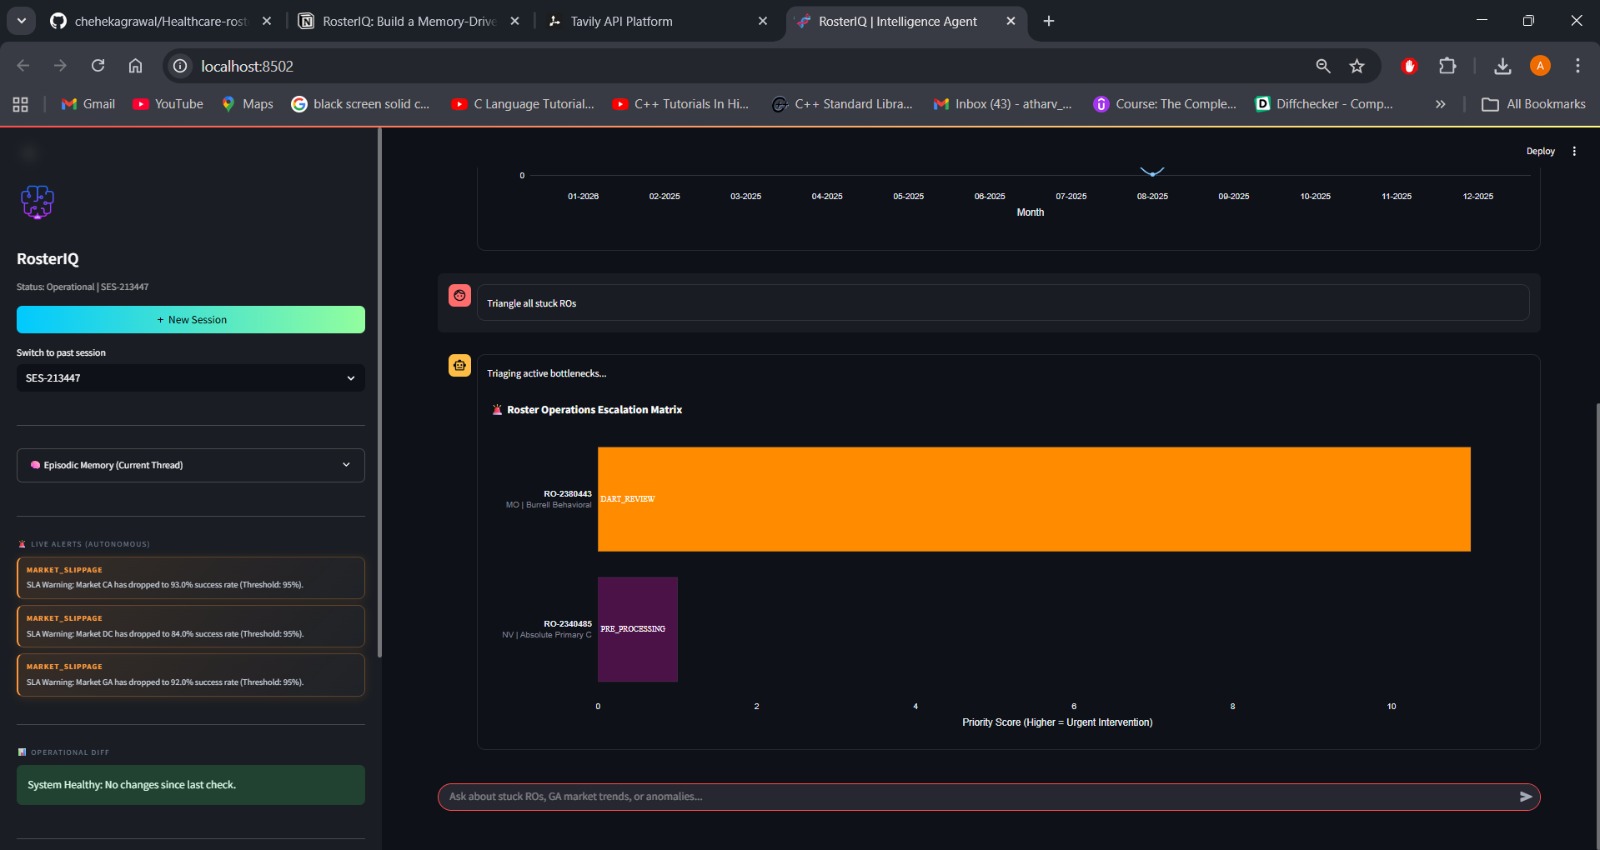 chehekagrawal/Healthcare-rost
RosterIQ: Build a Memory-Drive
Tavily API Platform
RosterIQ | Intelligence Agent
localhost:8502
A
Gmail
YouTube
Maps
black screen solid c...
C Language Tutorial...
C++ Tutorials In Hi...
C++ Standard Libra...
Inbox (43) - atharv_...
Course: The Comple...
Diffchecker - Comp...
All Bookmarks
Deploy
0
01-2026 02-2025 03-2025 04-2025 05-2025 06-2025 07-2025 08-2025 09-2025 10-2025 11-2025 12-2025
Month
RosterIQ
Status: Operational | SES-213447
+ New Session
Switch to past session
SES-213447
Episodic Memory (Current Thread)
LIVE ALERTS (AUTONOMOUS)
MARKET_SLIPPAGE
SLA Warning: Market CA has dropped to 93.0% success rate (Threshold: 95%).
MARKET_SLIPPAGE
SLA Warning: Market DC has dropped to 84.0% success rate (Threshold: 95%).
MARKET_SLIPPAGE
SLA Warning: Market GA has dropped to 92.0% success rate (Threshold: 95%).
OPERATIONAL DIFF
System Healthy: No changes since last check.
Triangle all stuck ROs
Triaging active bottlenecks...
Roster Operations Escalation Matrix
RO-2380443
MO | Burrell Behavioral
DART_REVIEW
RO-2340485
NV | Absolute Primary C
PRE_PROCESSING
0 2 4 6 8 10
Priority Score (Higher = Urgent Intervention)
Ask about stuck ROs, GA market trends, or anomalies...